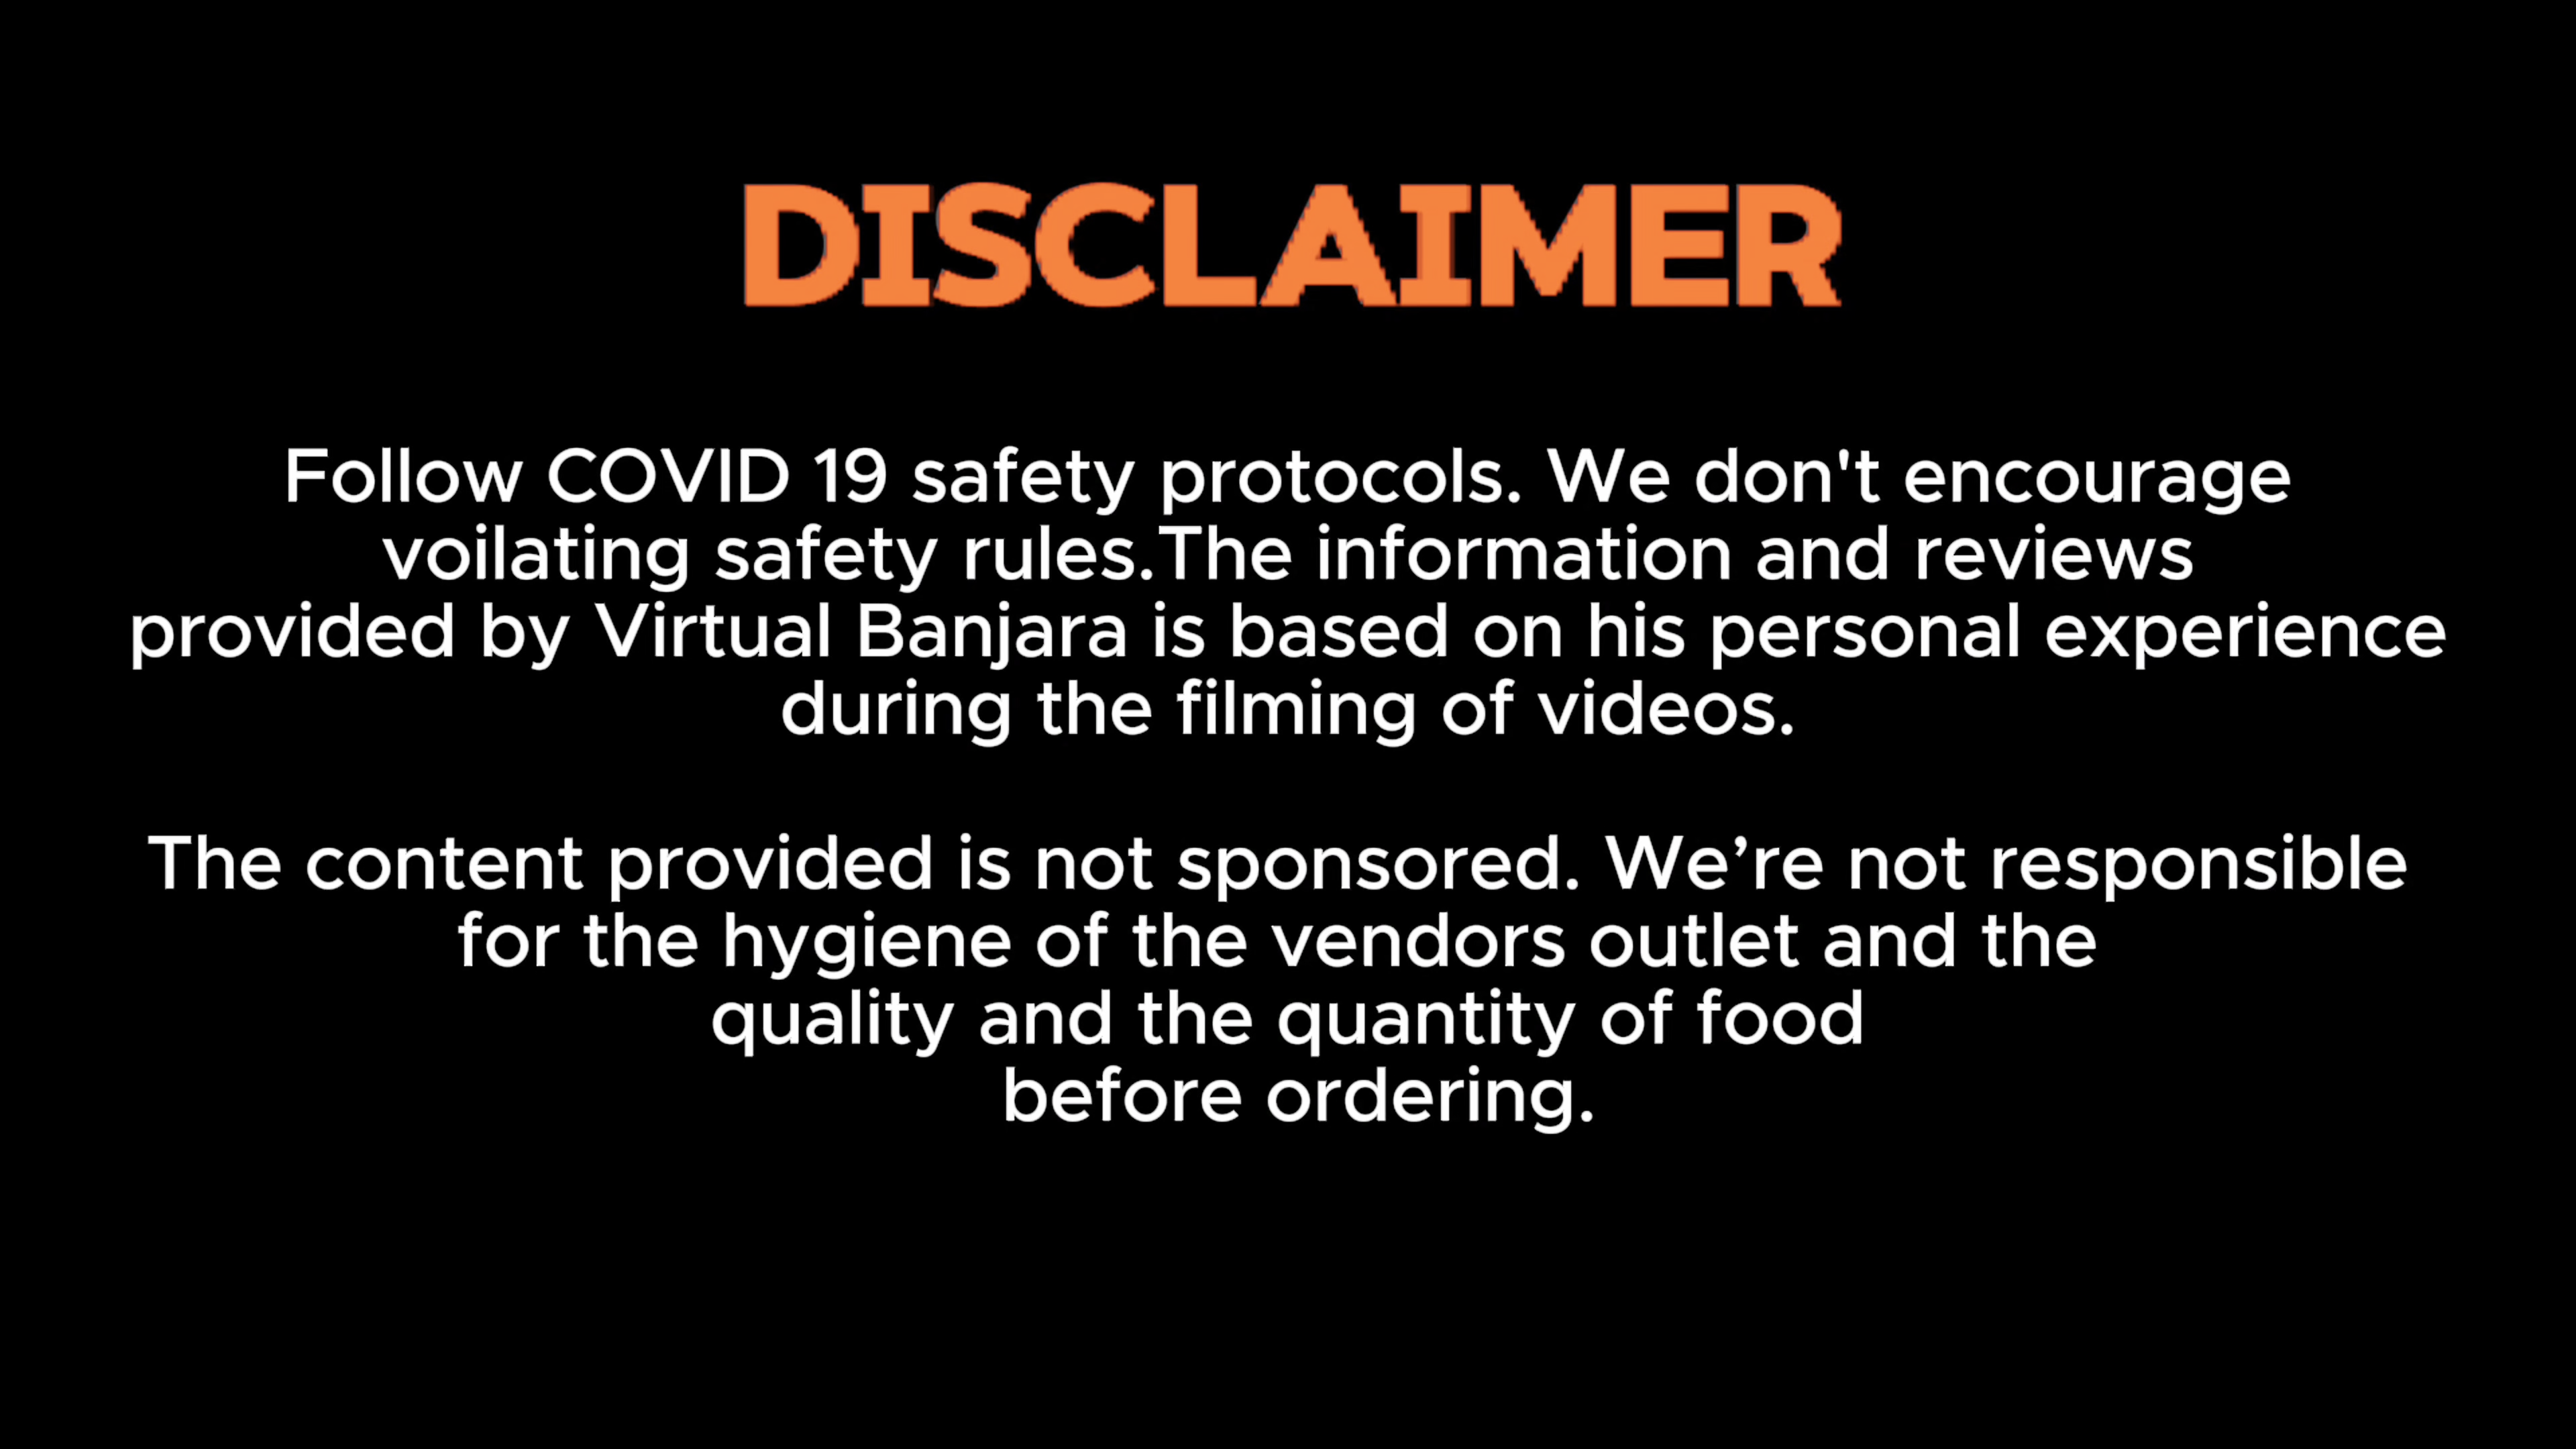 DISCLAIMER
Follow COVID 19 safety protocols. We don't encourage
voilating safety rules.The information and reviews
provided by Virtual Banjara is based on his personal experience
during the filming of videos.
The content provided is not sponsored. We’re not responsible
for the hygiene of the vendors outlet and the
quality and the quantity of food
before ordering.